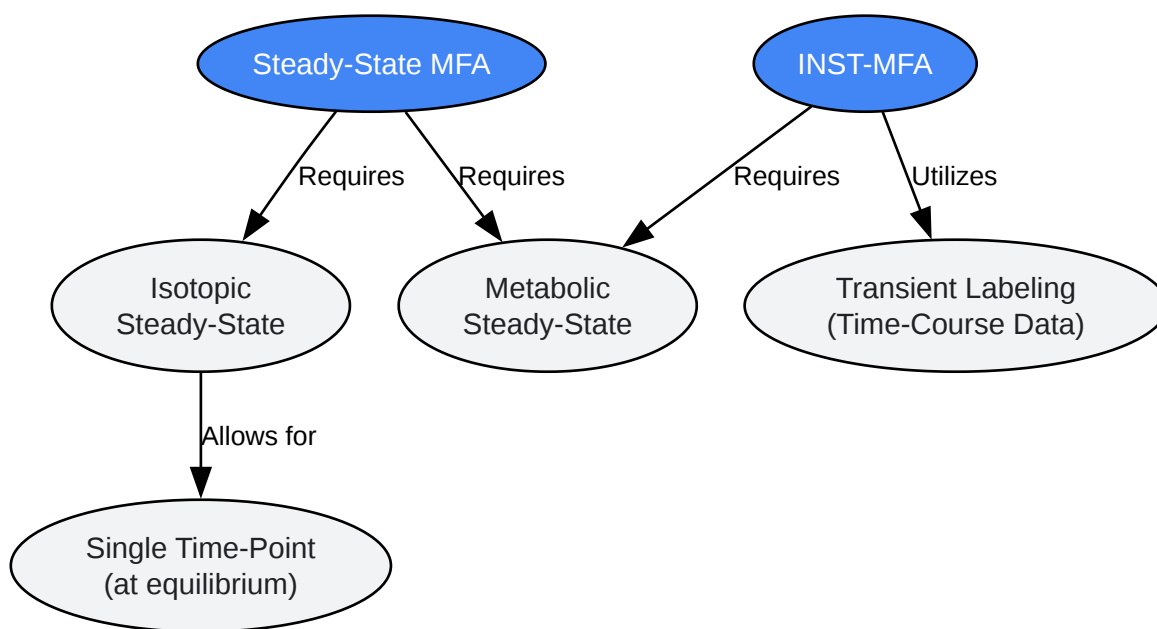 Steady-State MFA
INST-MFA
Requires
Requires
Requires
Utilizes
Isotopic
Steady-State
Metabolic
Steady-State
Transient Labeling
(Time-Course Data)
Allows for
Single Time-Point
(at equilibrium)